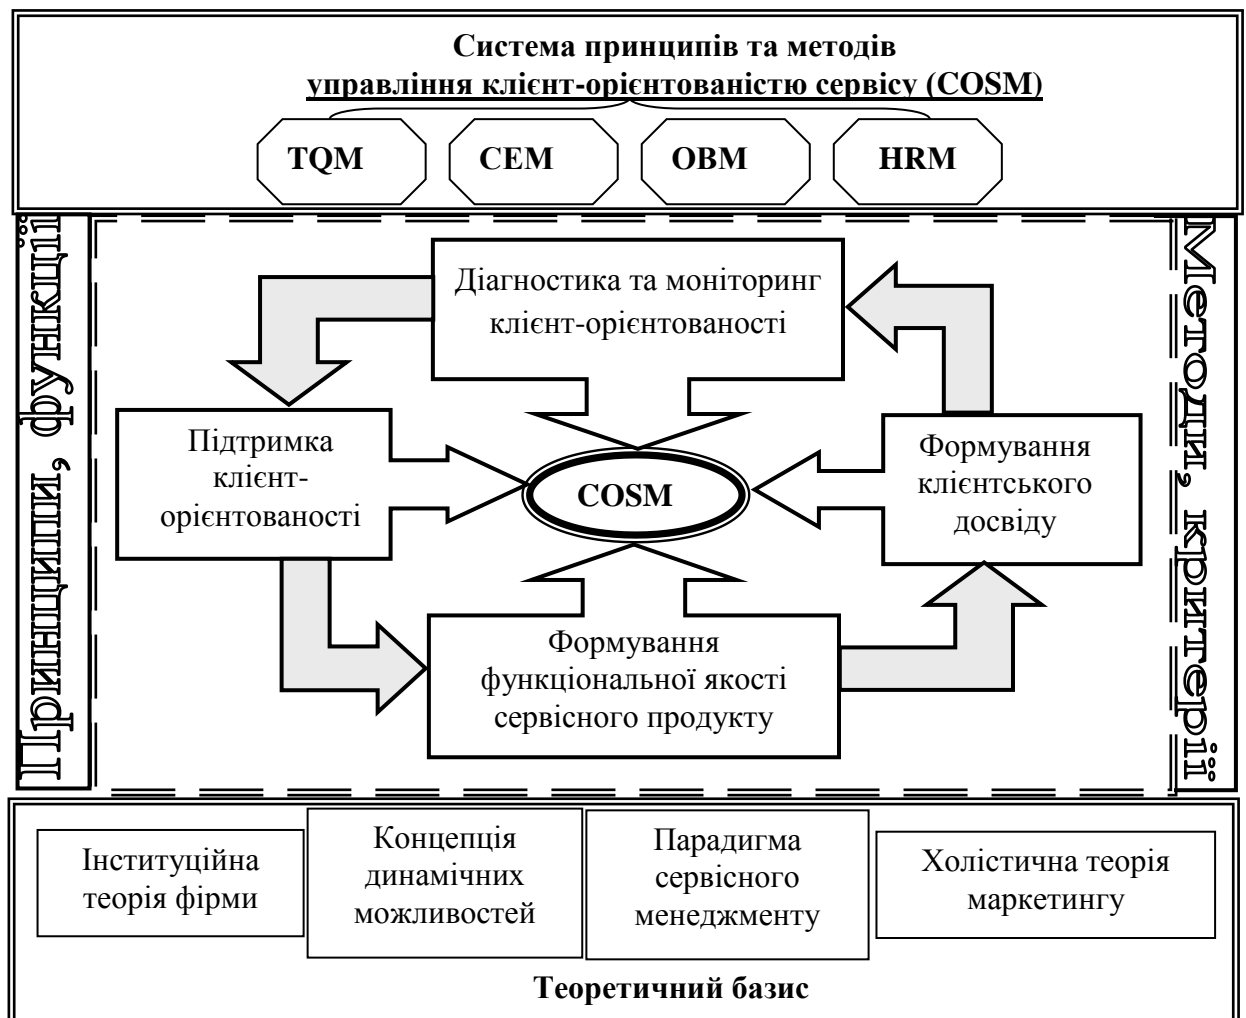 Система принципів та методів
управління клієнт-орієнтованістю сервісу (COSM)
TQM
CEM
OBM
HRM
Принципи, функції
Діагностика та моніторинг
клієнт-орієнтованості
Підтримка
клієнт-
орієнтованості
COSM
Формування
клієнтського
досвіду
Формування
функціональної якості
сервісного продукту
Методи, критерії
Інституційна
теорія фірми
Концепція
динамічних
можливостей
Парадигма
сервісного
менеджменту
Холістична теорія
маркетингу
Теоретичний базис